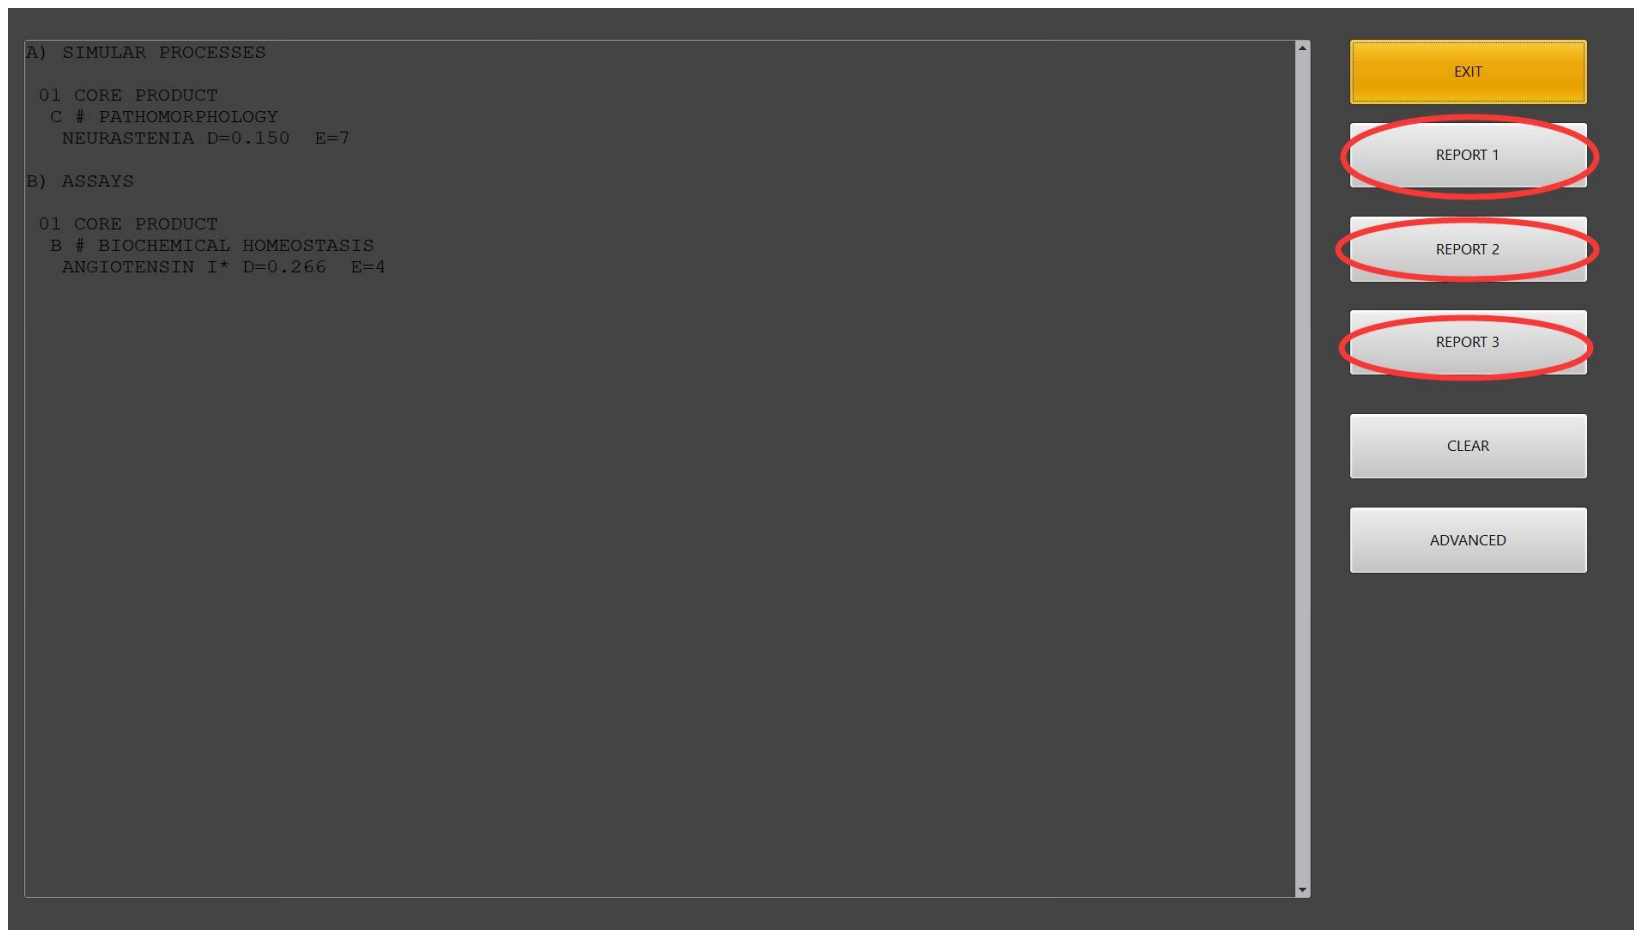 A) SIMULAR PROCESSES
01 CORE PRODUCT
C # PATHOMORPHOLOGY
NEURASTENIA D=0.150 E=7
B) ASSAYS
01 CORE PRODUCT
B # BIOCHEMICAL HOMEOSTASIS
ANGIOTENSIN I* D=0.266 E=4
EXIT
REPORT 1
REPORT 2
REPORT 3
CLEAR
ADVANCED